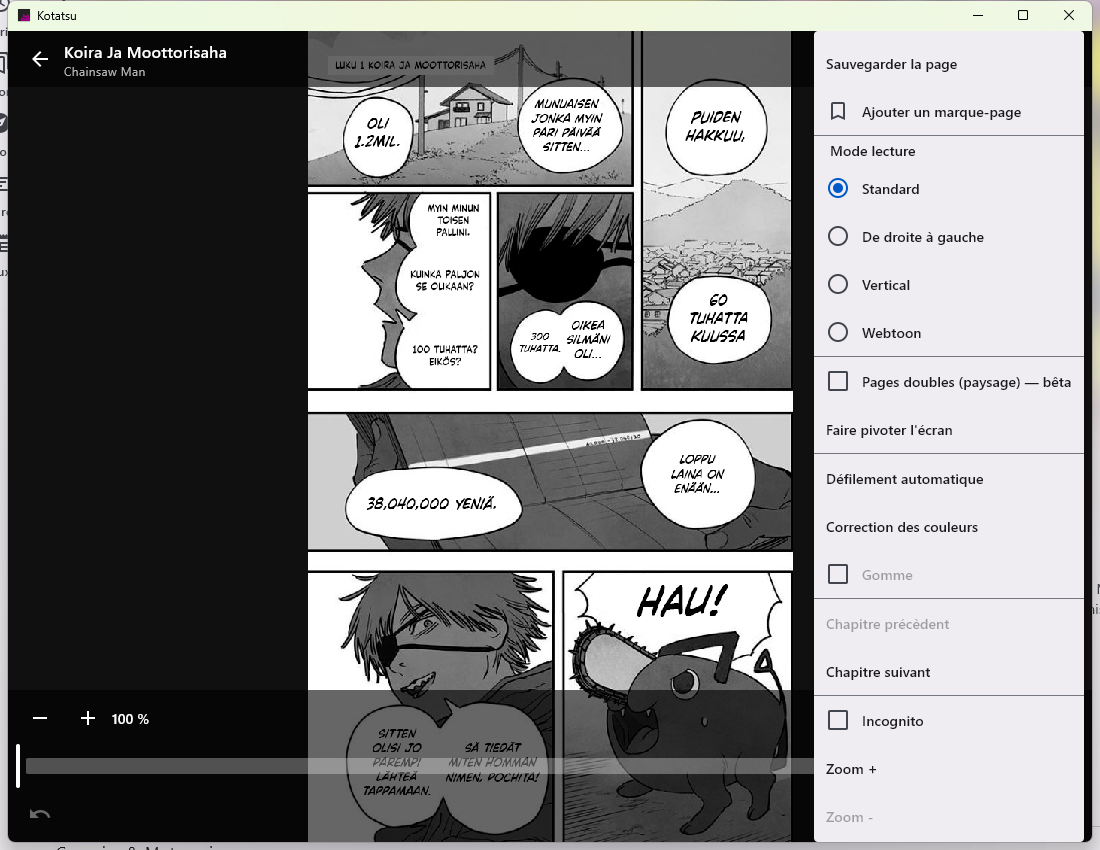 Kotatsu
Koira Ja Moottorisaha
Chainsaw Man
LUKU 1 KOIRA JA MOOTTORISAHA
OLI
1.2MIL.
MUNUAISEN
JONKA MYIN
PARI PÄIVÄÄ
SITTEN...
PUIDEN
HAKKUU,
MYIN MINUN
TOISEN
PALLINI.
KUINKA PALJON
SE OLIKAAN?
100 TUHATTA?
EIKÖS?
300
TUHATTA.
OIKEA
SILMÄNI
OLI...
60
TUHATTA
KUUSSA
38,040,000 YENIÄ.
LOPPU
LAINA ON
ENÄÄN...
HAU!
SITTEN
OLISI JO
PAREMPI
LÄHTEÄ
TAPPAMAAN.
SÄ TIEDÄT
MITEN HOMMAN
NIMEN, POCHITA!
100 %
Sauvegarder la page
Ajouter un marque-page
Mode lecture
Standard
De droite à gauche
Vertical
Webtoon
Pages doubles (paysage) — bêta
Faire pivoter l'écran
Défilement automatique
Correction des couleurs
Gomme
Chapitre précèdent
Chapitre suivant
Incognito
Zoom +
Zoom -